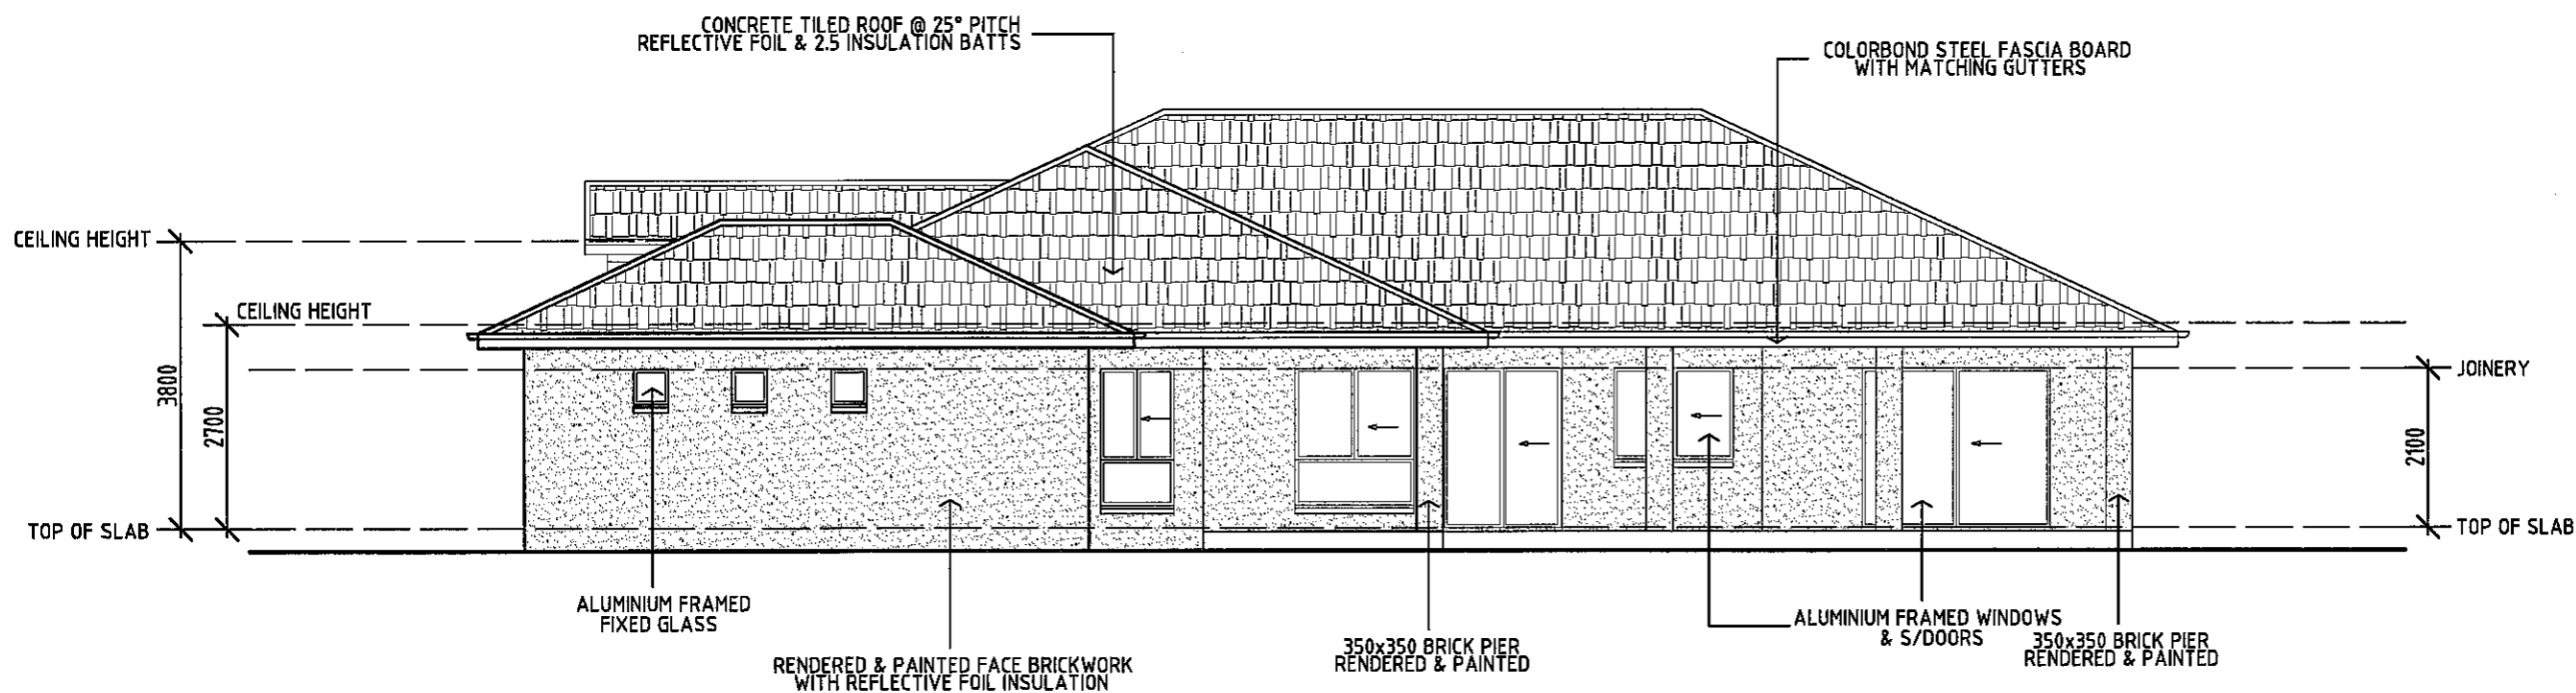 CONCRETE TILED ROOF @ 25° PITCH
REFLECTIVE FOIL & 2.5 INSULATION BATTS
COLORBOND STEEL FASCIA BOARD
WITH MATCHING GUTTERS
CEILING HEIGHT
CEILING HEIGHT
3800
2700
JOINERY
2100
TOP OF SLAB
TOP OF SLAB
ALUMINIUM FRAMED
FIXED GLASS
RENDERED & PAINTED FACE BRICKWORK
WITH REFLECTIVE FOIL INSULATION
350x350 BRICK PIER
RENDERED & PAINTED
ALUMINIUM FRAMED WINDOWS
& S/DOORS
350x350 BRICK PIER
RENDERED & PAINTED